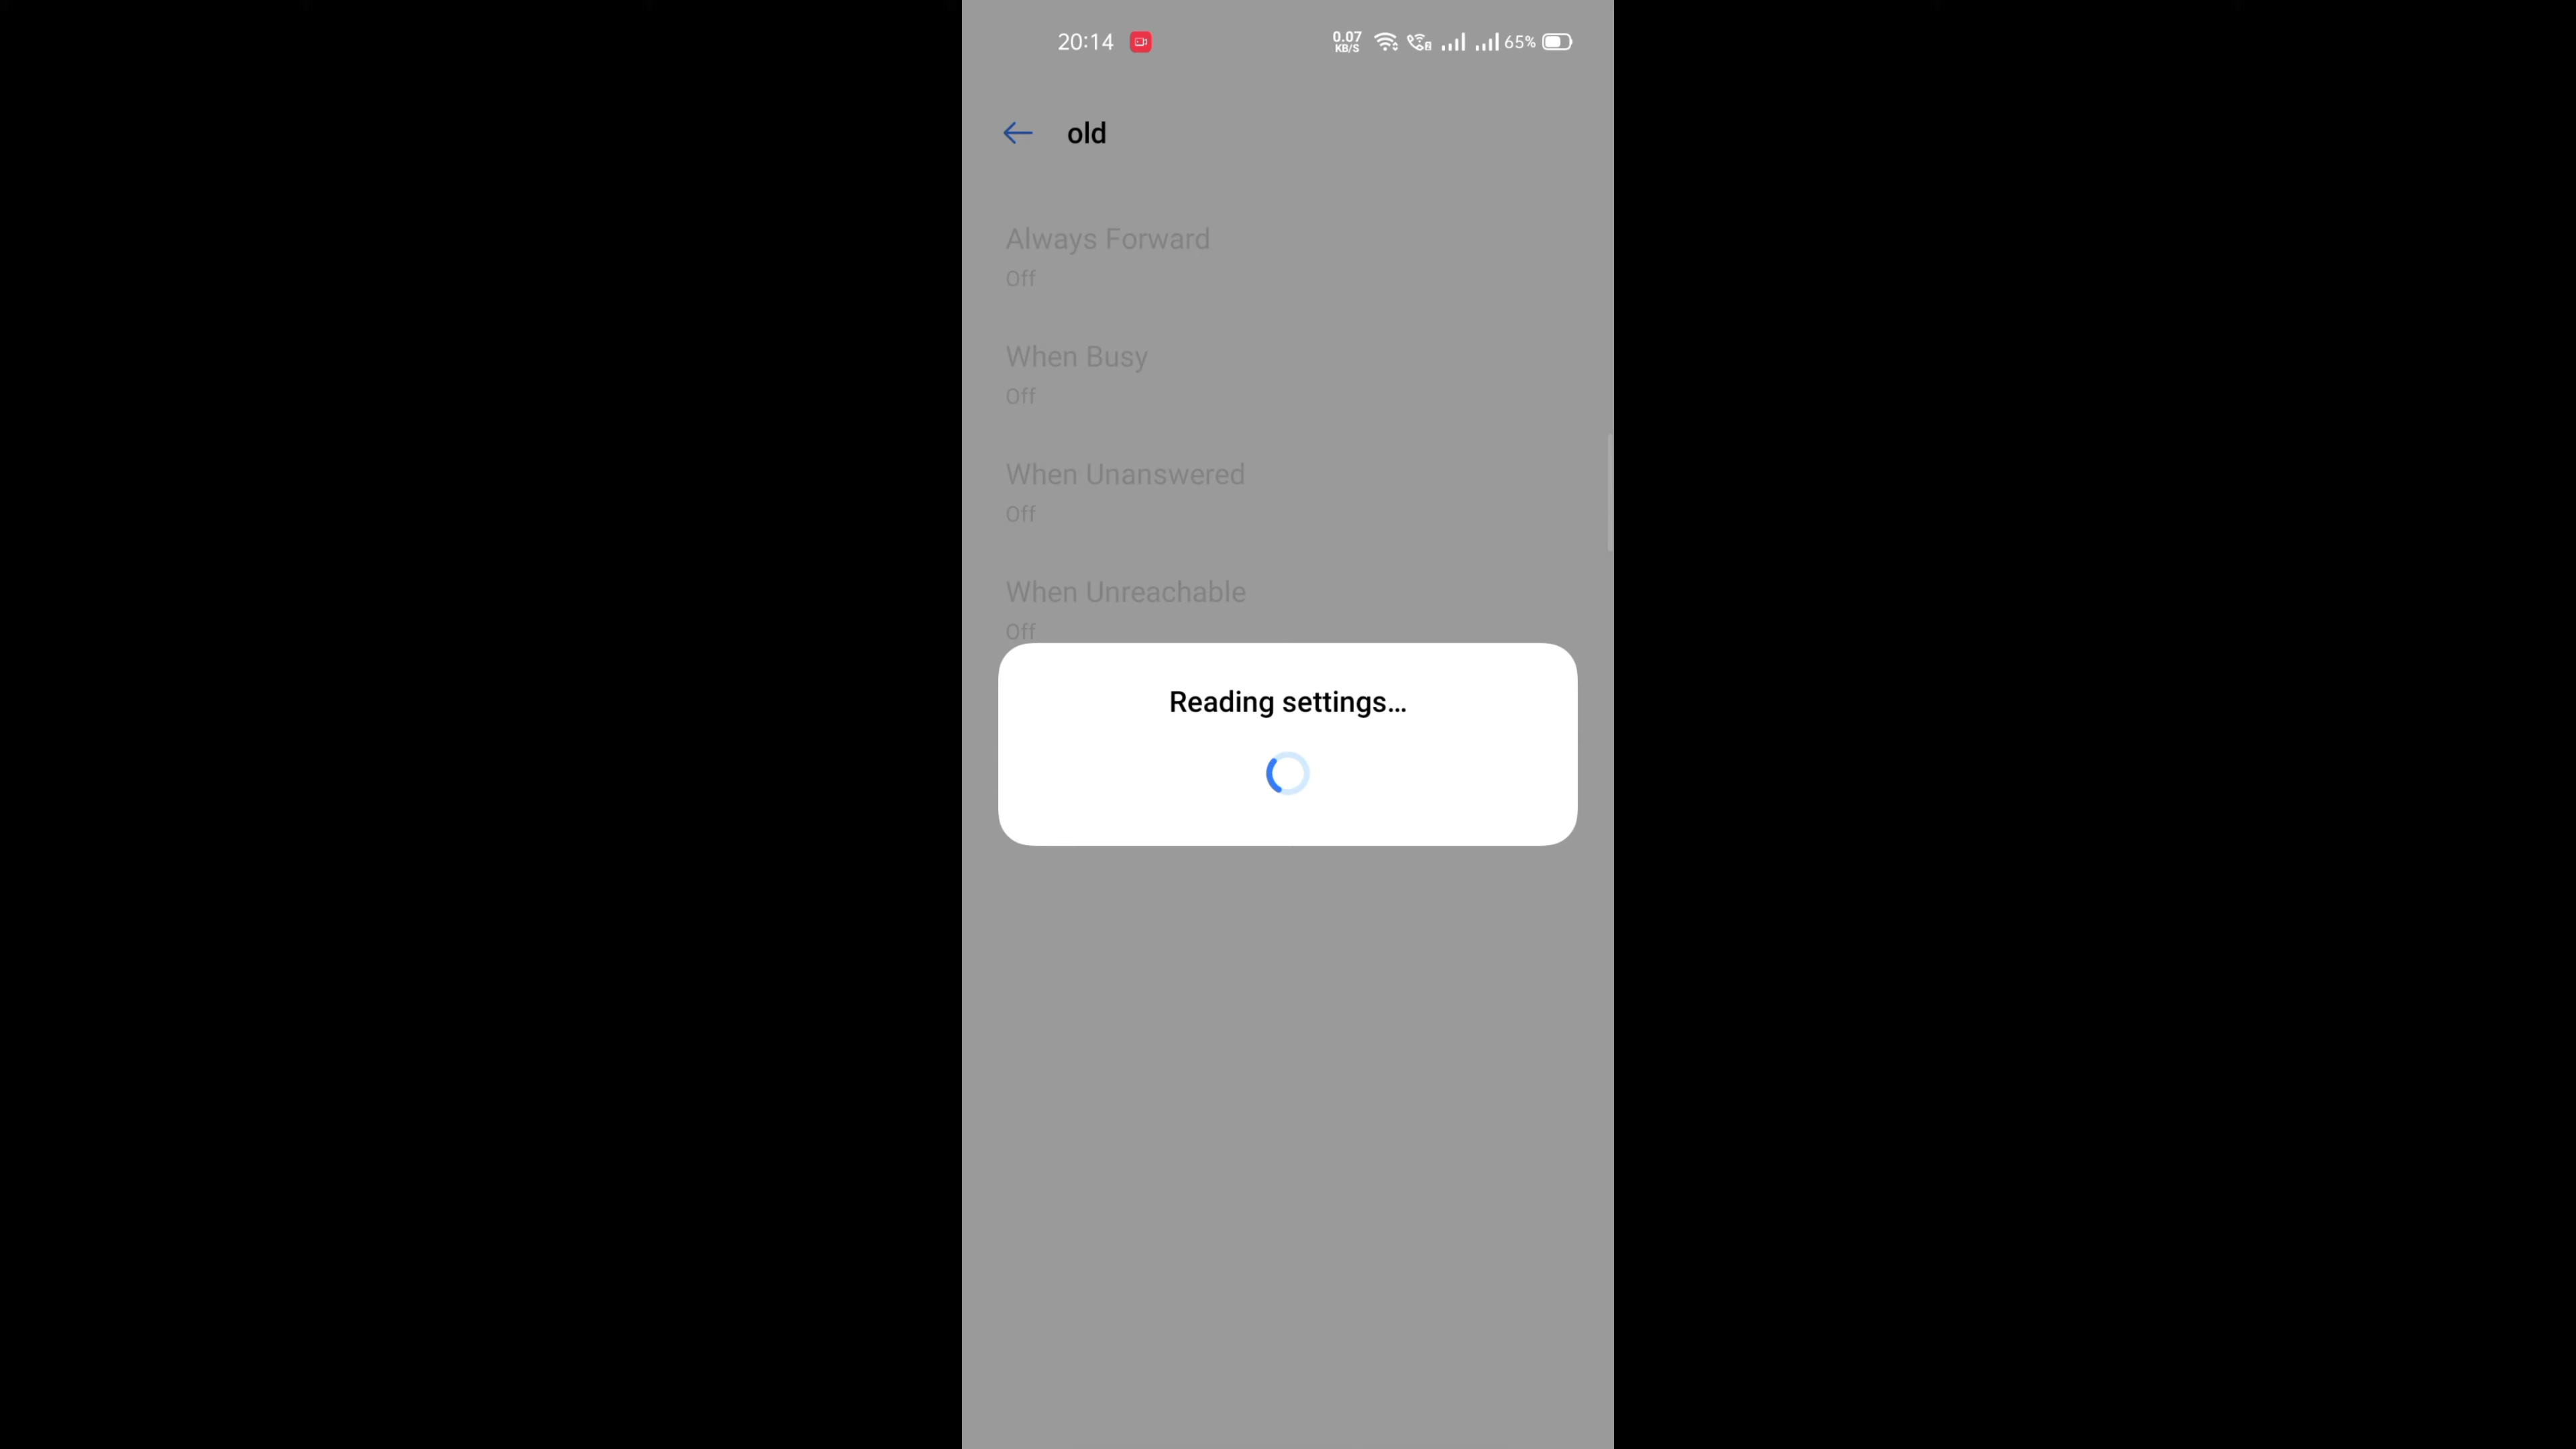 20:14
0.07
KB/S
65%
old
Always Forward
Off
When Busy
Off
When Unanswered
Off
When Unreachable
Off
Reading settings...